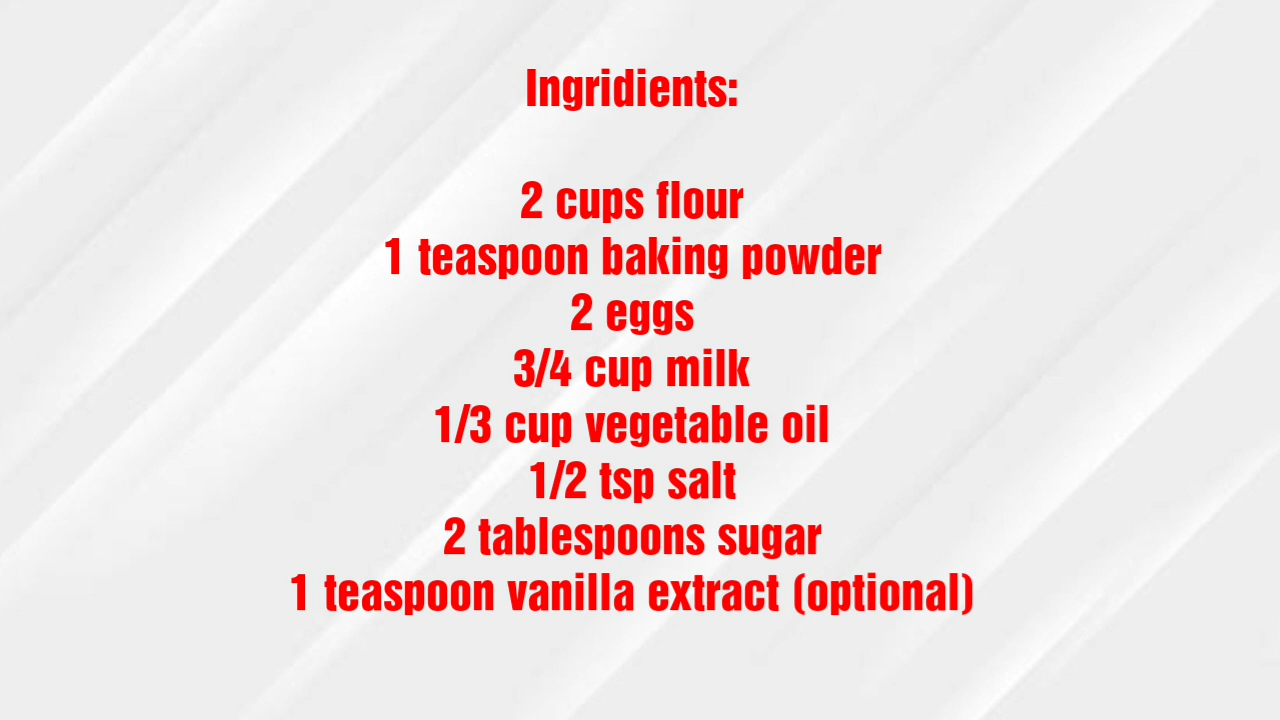 Ingridients:
2 cups flour
1 teaspoon baking powder
2 eggs
3/4 cup milk
1/3 cup vegetable oil
1/2 tsp salt
2 tablespoons sugar
1 teaspoon vanilla extract (optional)